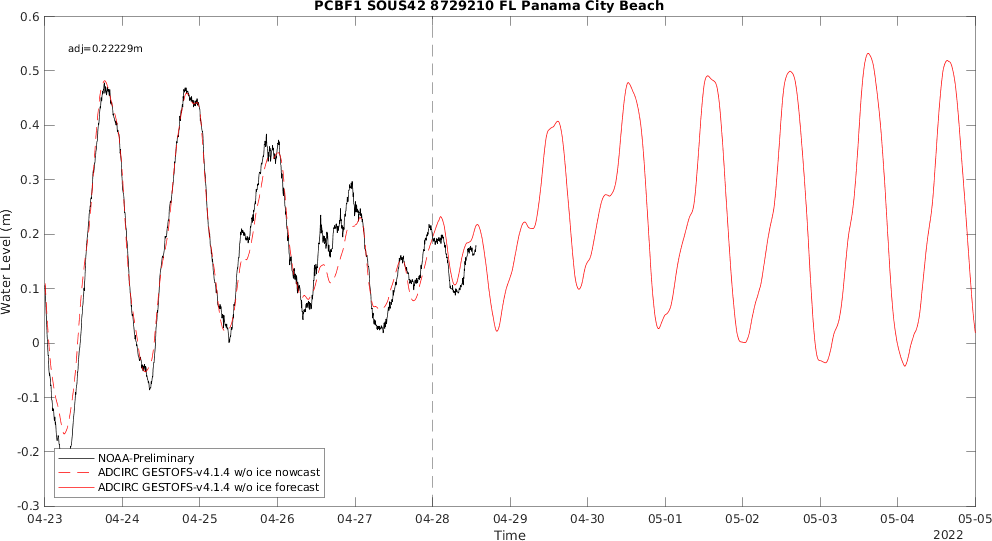 PCBF1 SOUS42 8729210 FL Panama City Beach
adj=0.22229m
0.6
0.5
0.4
0.3
0.2
0.1
0
-0.1
-0.2
-0.3
Water Level (m)
NOAA-Preliminary
ADCIRC GESTOFS-v4.1.4 w/o ice nowcast
ADCIRC GESTOFS-v4.1.4 w/o ice forecast
04-23 04-24 04-25 04-26 04-27 04-28 04-29 04-30 05-01 05-02 05-03 05-04 05-05
Time
2022